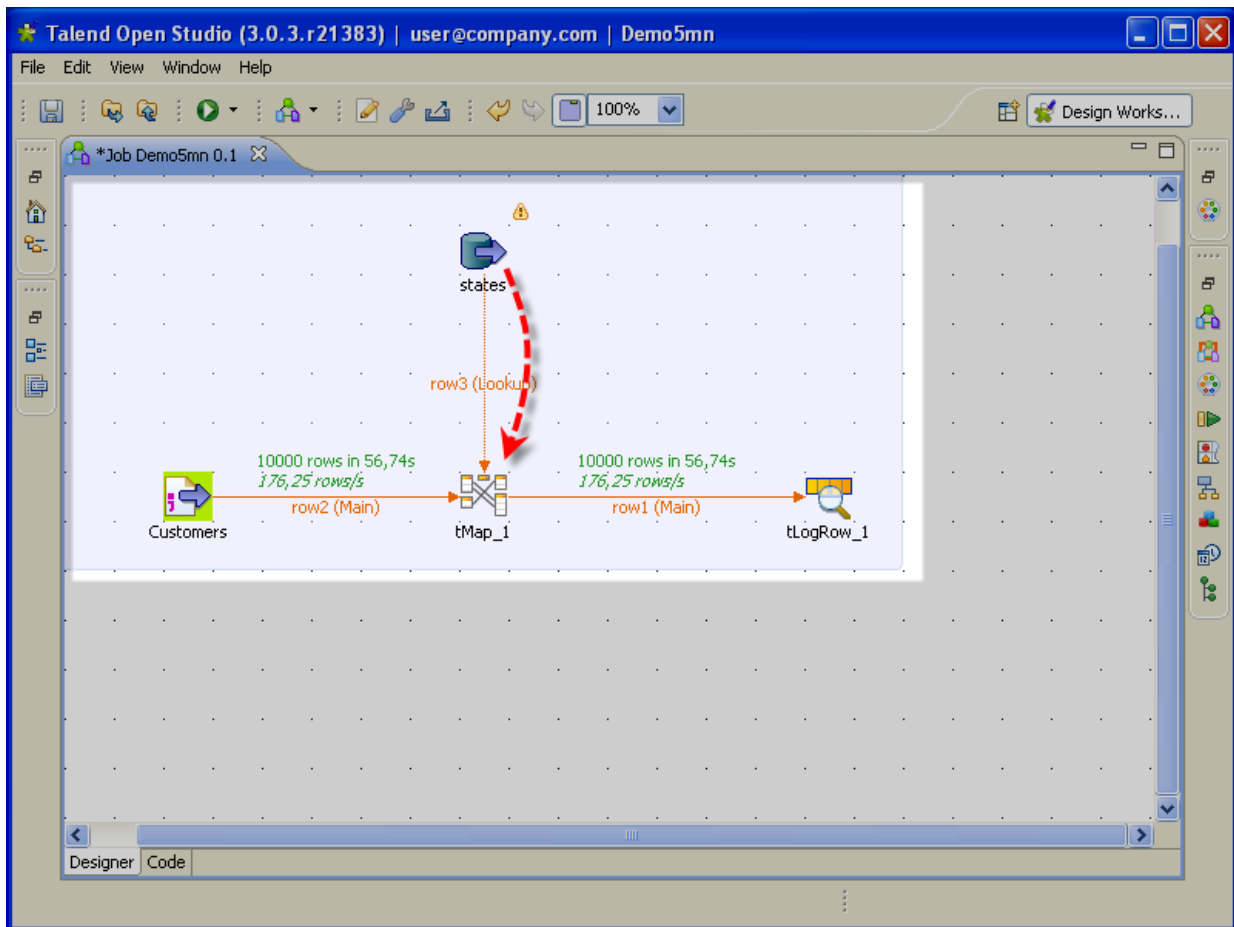 Talend Open Studio (3.0.3.r21383) | user@company.com | Demo5mn
File Edit View Window Help
100%
Design Works...
*Job Demo5mn 0.1
states
row3 (Lookup)
10000 rows in 56,74s
176,25 rows/s
row2 (Main)
10000 rows in 56,74s
176,25 rows/s
row1 (Main)
Customers
tMap_1
tLogRow_1
Designer Code